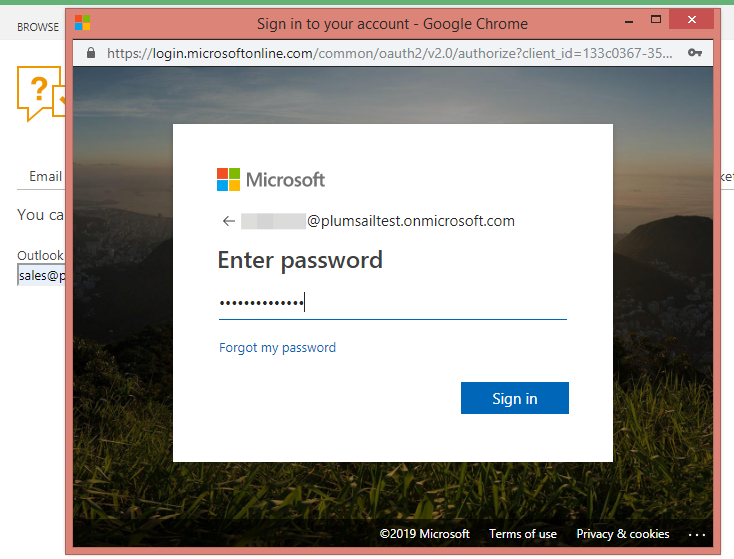 Sign in to your account - Google Chrome
BROWSE
https://login.microsoftonline.com/common/oauth2/v2.0/authorize?client_id=133c0367-35...
?
Microsoft
Email
@plumsailtest.onmicrosoft.com
You ca
Enter password
Outlook
sales@p
••••••••••••••
Forgot my password
Sign in
©2019 Microsoft Terms of use Privacy & cookies ...